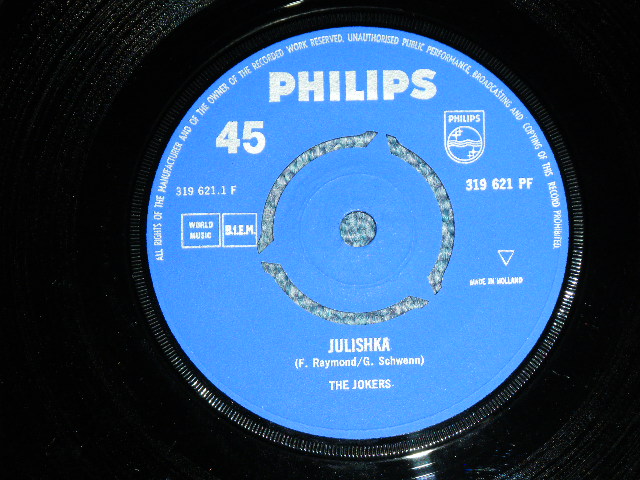 ALL RIGHTS OF THE MANUFACTURER AND OF THE OWNER OF THE RECORDED WORK RESERVED. UNAUTHORISED PUBLIC PERFORMANCE, BROADCASTING AND COPYING OF THIS RECORD PROHIBITED.
PHILIPS
45
PHILIPS
319 621.1 F
319 621 PF
WORLD
MUSIC
B.I.E.M.
MADE IN HOLLAND
JULISHKA
(F. Raymond/G. Schwenn)
THE JOKERS